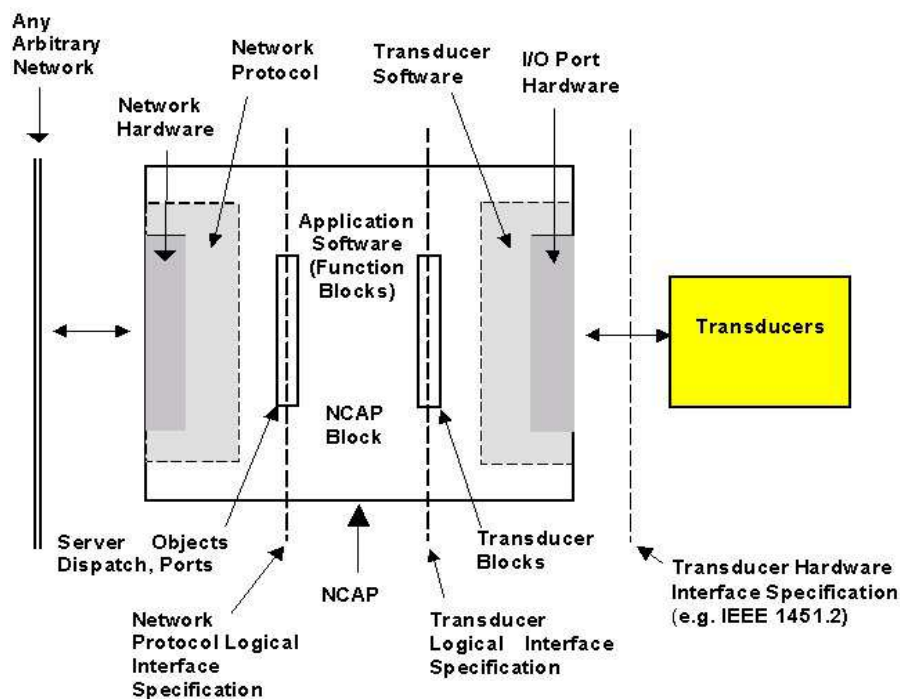 Any
Arbitrary
Network
Network
Protocol
Transducer
Software
I/O Port
Hardware
Network
Hardware
Application
Software
(Function
Blocks)
Transducers
NCAP
Block
Server Objects
Dispatch, Ports
Transducer
Blocks
NCAP
Transducer Hardware
Interface Specification
(e.g. IEEE 1451.2)
Network
Protocol Logical
Interface
Specification
Transducer
Logical Interface
Specification